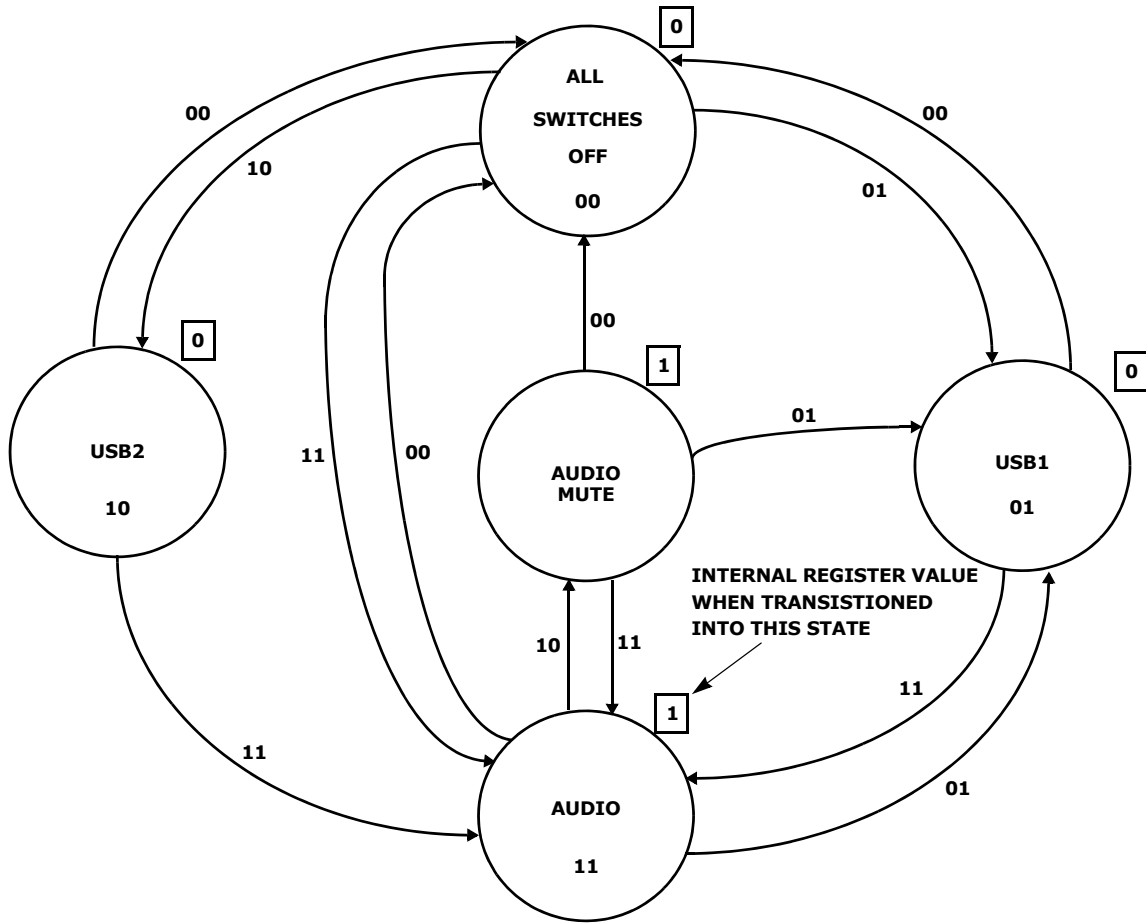 0
ALL
SWITCHES
OFF
00
00
10
00
01
0
00
1
0
USB2
10
11
00
01
AUDIO
MUTE
USB1
01
INTERNAL REGISTER VALUE
WHEN TRANSISTIONED
INTO THIS STATE
10
11
1
11
11
01
AUDIO
11